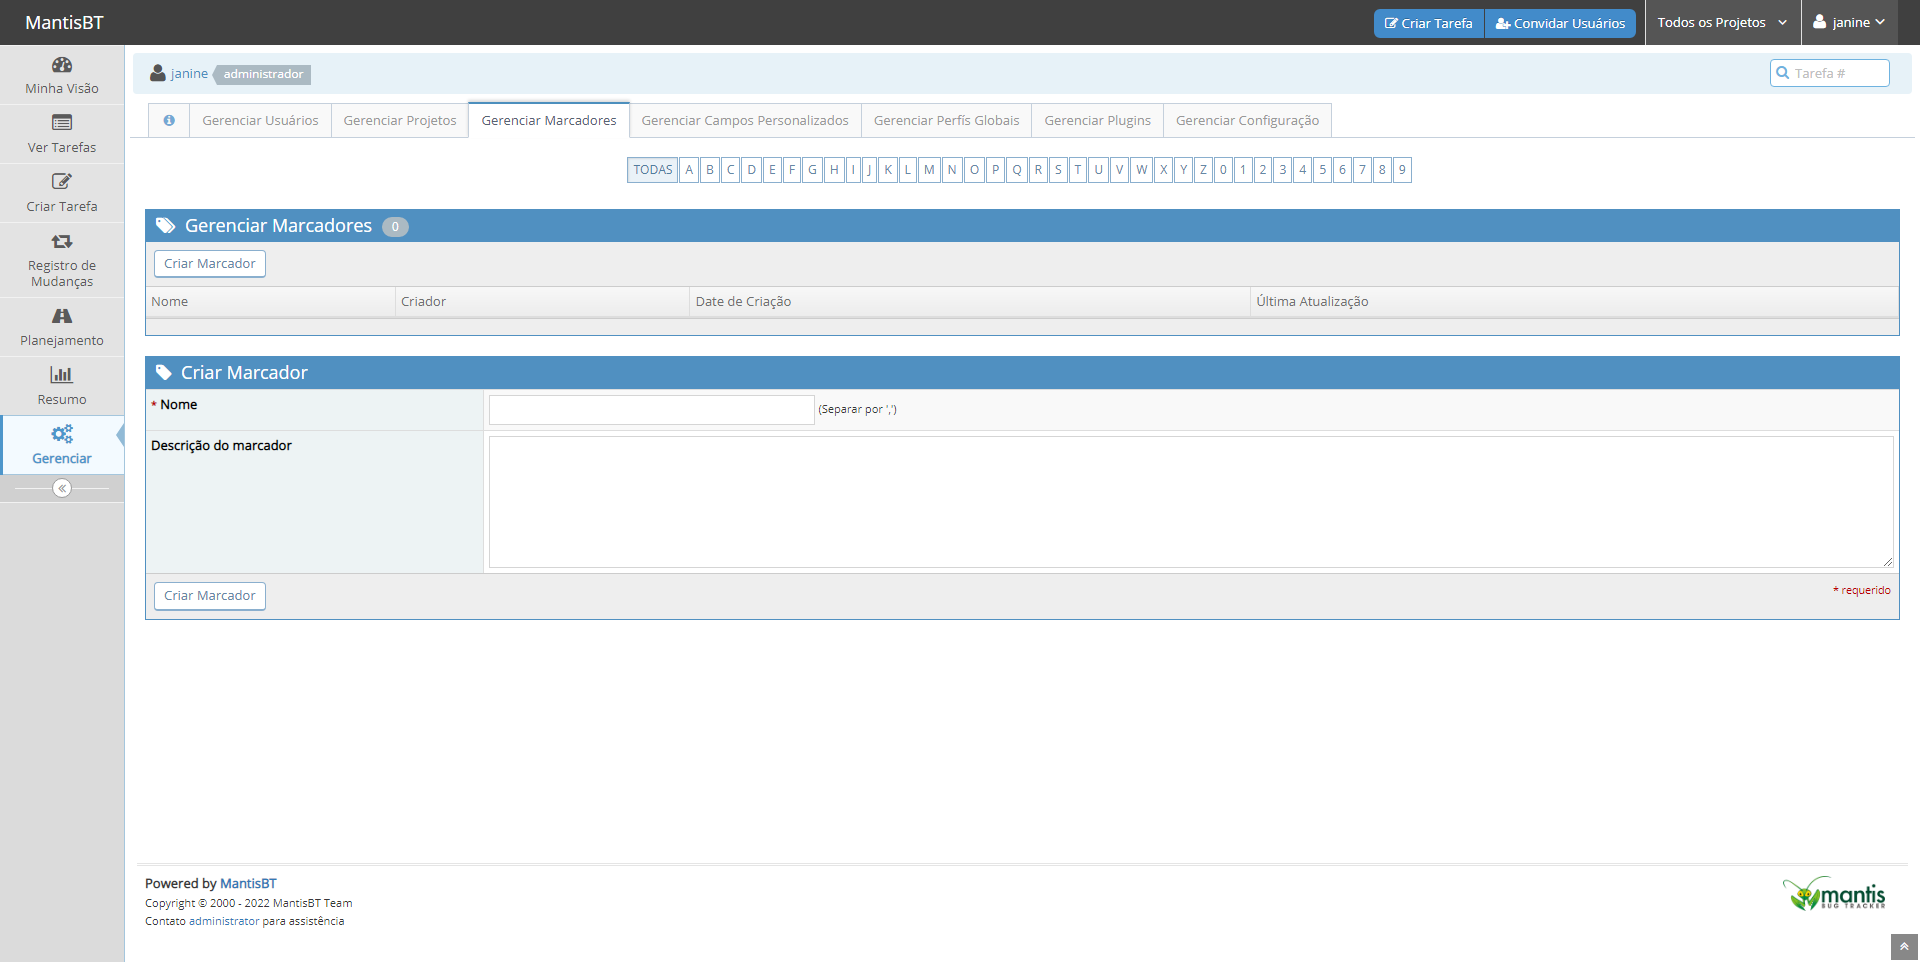 MantisBT
Criar Tarefa
Convidar Usuários
Todos os Projetos
janine
Minha Visão
Ver Tarefas
Criar Tarefa
Registro de
Mudanças
Planejamento
Resumo
Gerenciar
janine
administrador
Tarefa #
Gerenciar Usuários
Gerenciar Projetos
Gerenciar Marcadores
Gerenciar Campos Personalizados
Gerenciar Perfís Globais
Gerenciar Plugins
Gerenciar Configuração
TODAS A B C D E F G H I J K L M N O P Q R S T U V W X Y Z 0 1 2 3 4 5 6 7 8 9
Gerenciar Marcadores 0
Criar Marcador
Nome
Criador
Date de Criação
Última Atualização
Criar Marcador
* Nome
(Separar por ',')
Descrição do marcador
Criar Marcador
* requerido
Powered by MantisBT
Copyright © 2000 - 2022 MantisBT Team
Contato administrator para assistência
mantis
BUG TRACKER